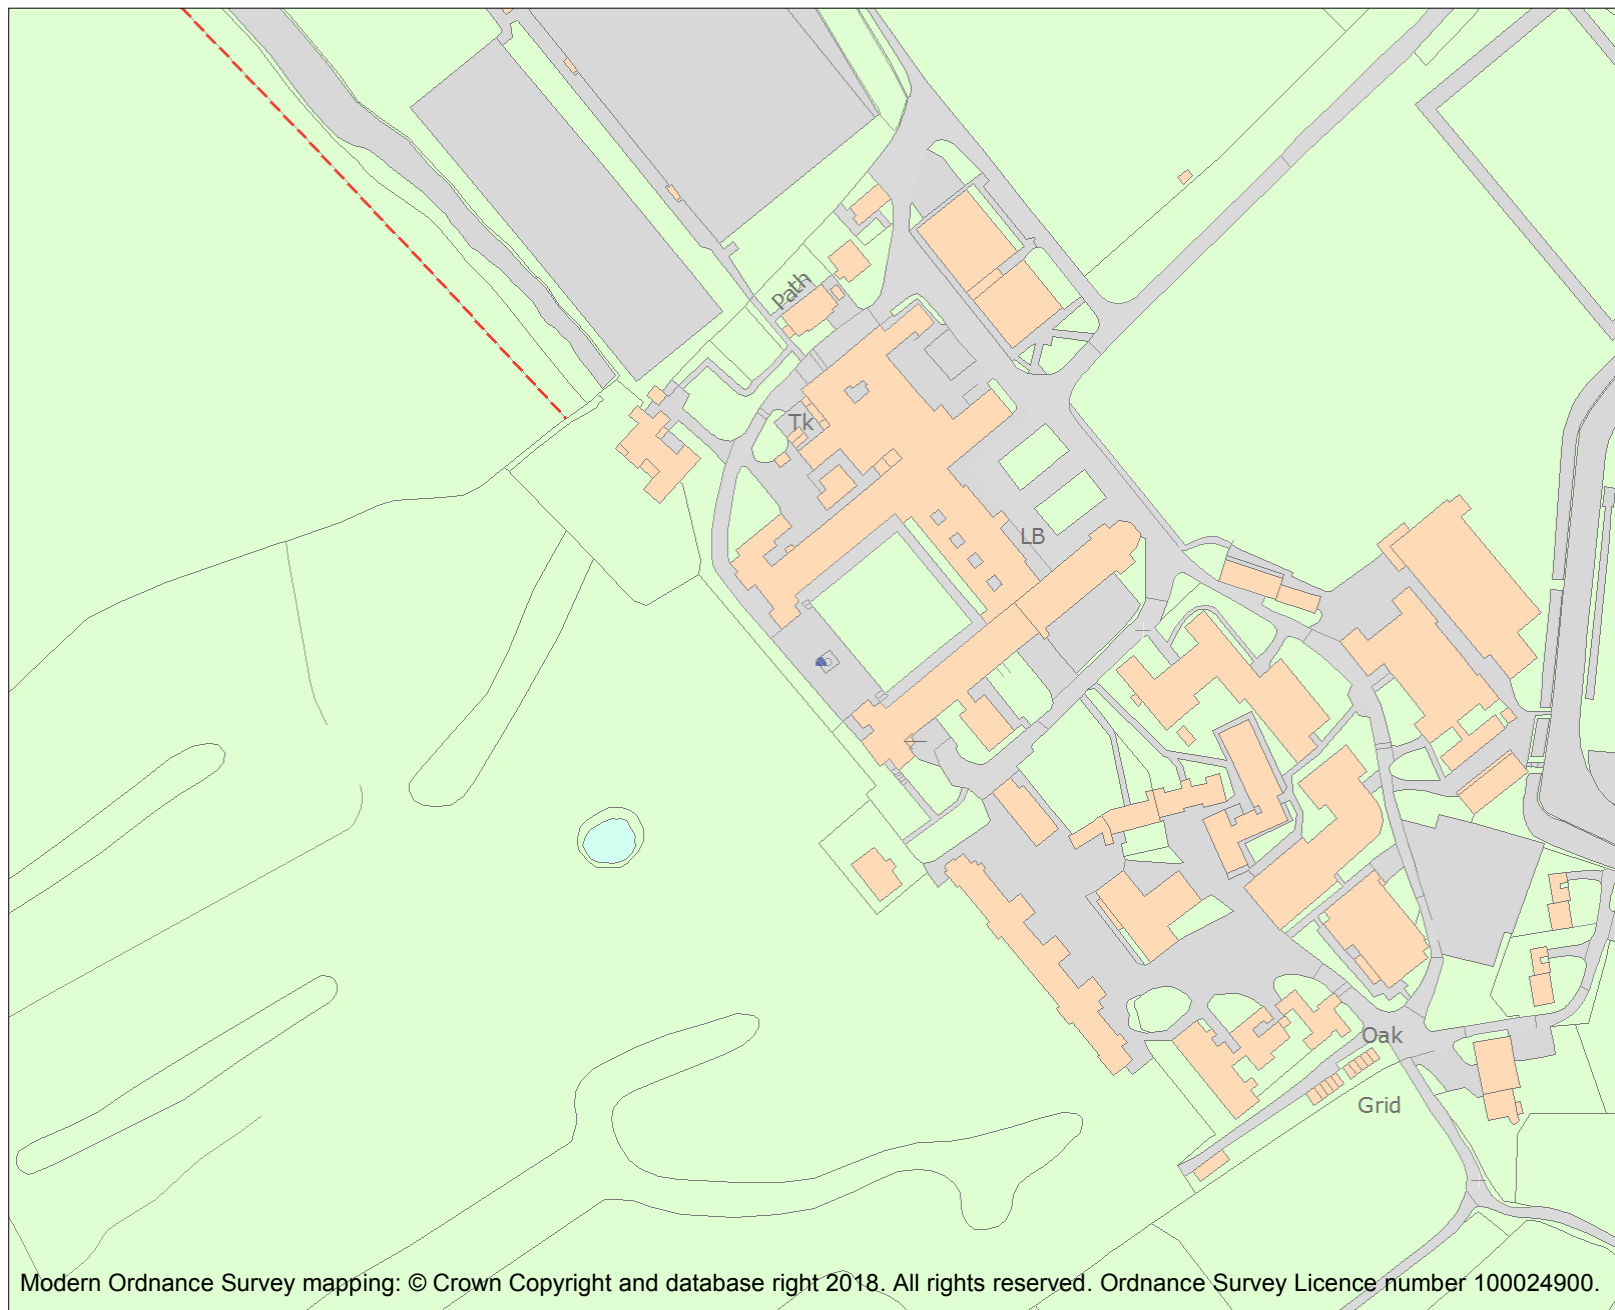 Path
Tk
LB
Oak
Grid
Modern Ordnance Survey mapping: © Crown Copyright and database right 2018. All rights reserved. Ordnance Survey Licence number 100024900.